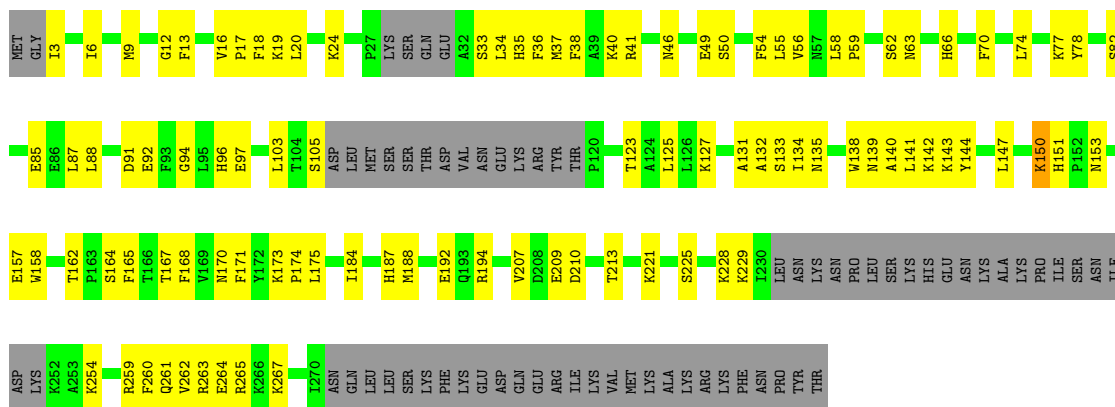 MET GLY I3 I6 M9 G12 F13 V16 P17 F18 K19 L20 K24 P27 LYS SER GLN GLU A32 S33 L34 H35 F36 M37 F38 A39 K40 R41 N46 E49 S50 F54 L55 V56 N57 L58 P59 S62 N63 H66 F70 L74 K77 Y78 S82
E85 E86 L87 L88 D91 E92 F93 G94 L95 H96 E97 L103 T104 S105 ASP LEU MET SER SER THR ASP VAL ASN GLU LYS ARG TYR THR P120 T123 A124 L125 L126 K127 A131 A132 S133 I134 N135 W138 N139 A140 L141 K142 K143 Y144 L147 K150 H151 P152 N153
E157 W158 T162 P163 S164 F165 T166 T167 F168 V169 N170 F171 Y172 K173 P174 L175 I184 H187 M188 E192 Q193 R194 V207 D208 E209 D210 T213 K221 S225 K228 K229 I230 LEU ASN LYS ASN PRO LEU SER LYS HIS GLU ASN LYS ALA LYS PRO ILE SER ASN ILE
ASP LYS K252 A253 K254 R259 F260 Q261 V262 R263 E264 R265 K266 K267 I270 ASN GLN LEU LEU SER LYS PHE LYS GLU ASP GLN GLU ARG ILE LYS VAL MET LYS ALA LYS ARG LYS PHE ASN PRO TYR THR